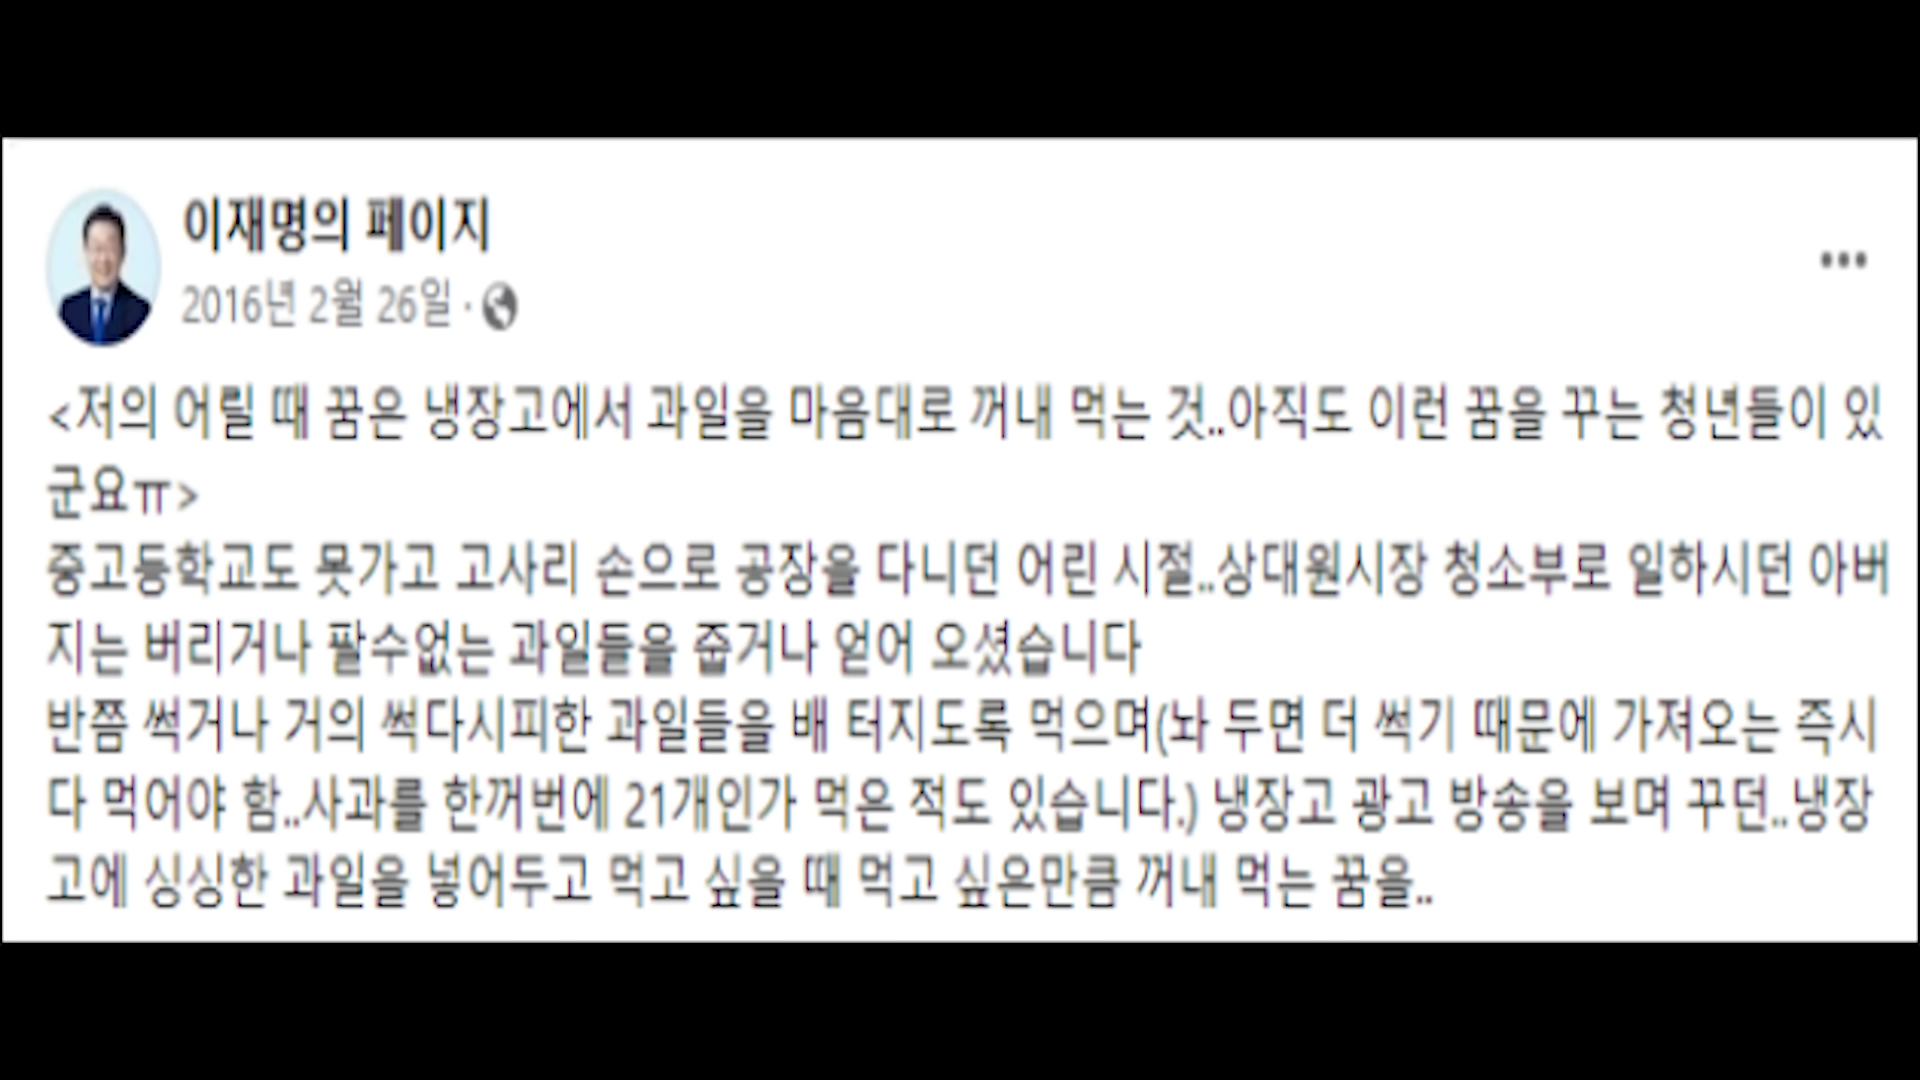 이재명의 페이지
2016년 2월 26일 ·
<저의 어릴 때 꿈은 냉장고에서 과일을 마음대로 꺼내 먹는 것..아직도 이런 꿈을 꾸는 청년들이 있
군요ㅠ>
중고등학교도 못가고 고사리 손으로 공장을 다니던 어린 시절..상대원시장 청소부로 일하시던 아버
지는 버리거나 팔수없는 과일들을 줍거나 얻어 오셨습니다
반쯤 썩거나 거의 썩다시피한 과일들을 배 터지도록 먹으며(놔 두면 더 썩기 때문에 가져오는 즉시
다 먹어야 함..사과를 한꺼번에 21개인가 먹은 적도 있습니다.) 냉장고 광고 방송을 보며 꾸던..냉장
고에 싱싱한 과일을 넣어두고 먹고 싶을 때 먹고 싶은만큼 꺼내 먹는 꿈을..